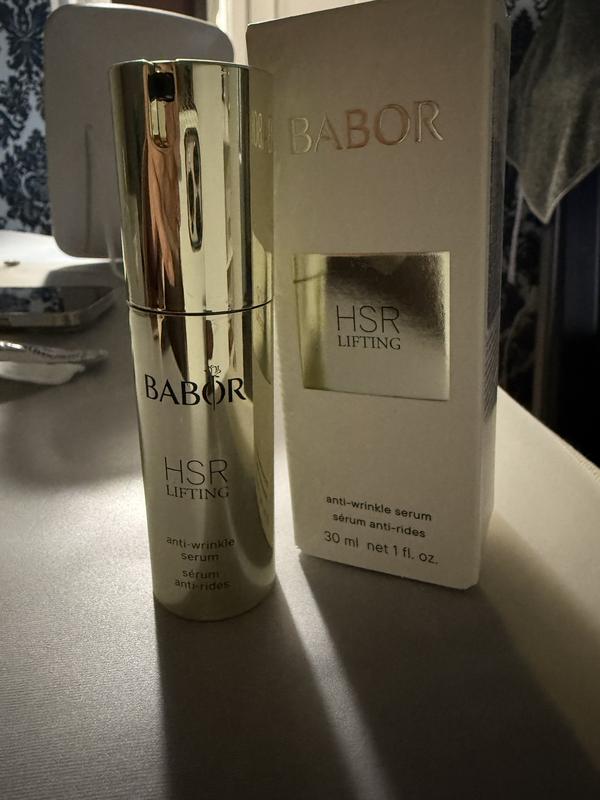 BABOR
HSR
LIFTING
anti-wrinkle
serum
sérum
anti-rides
BABOR
HSR
LIFTING
anti-wrinkle serum
sérum anti-rides
30 ml net 1 fl. oz.